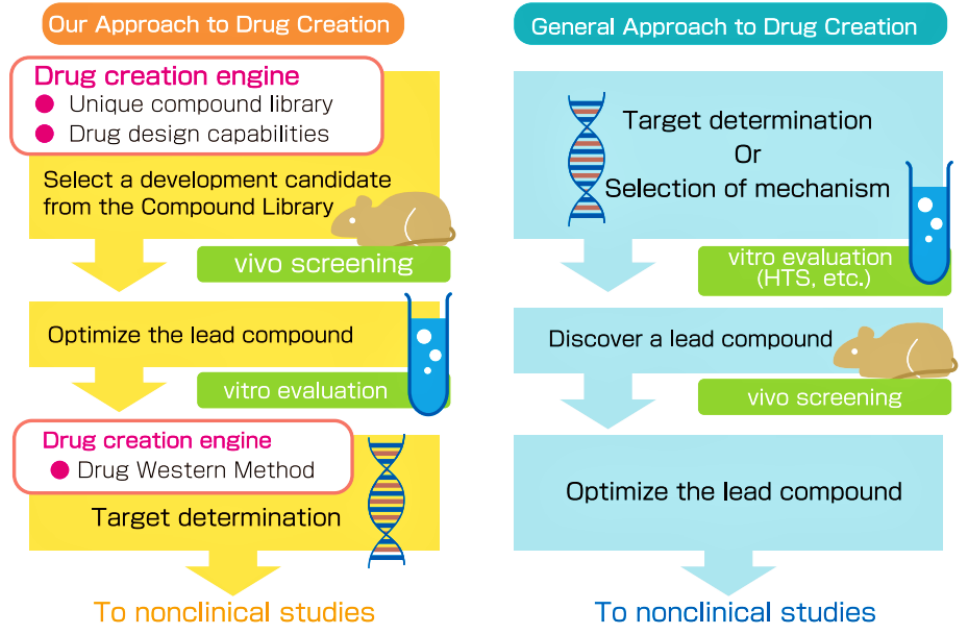 Our Approach to Drug Creation
Drug creation engine
● Unique compound library
● Drug design capabilities
Select a development candidate
from the Compound Library
vivo screening
Optimize the lead compound
vitro evaluation
Drug creation engine
● Drug Western Method
Target determination
To nonclinical studies
General Approach to Drug Creation
Target determination
Or
Selection of mechanism
vitro evaluation
(HTS, etc.)
Discover a lead compound
vivo screening
Optimize the lead compound
To nonclinical studies